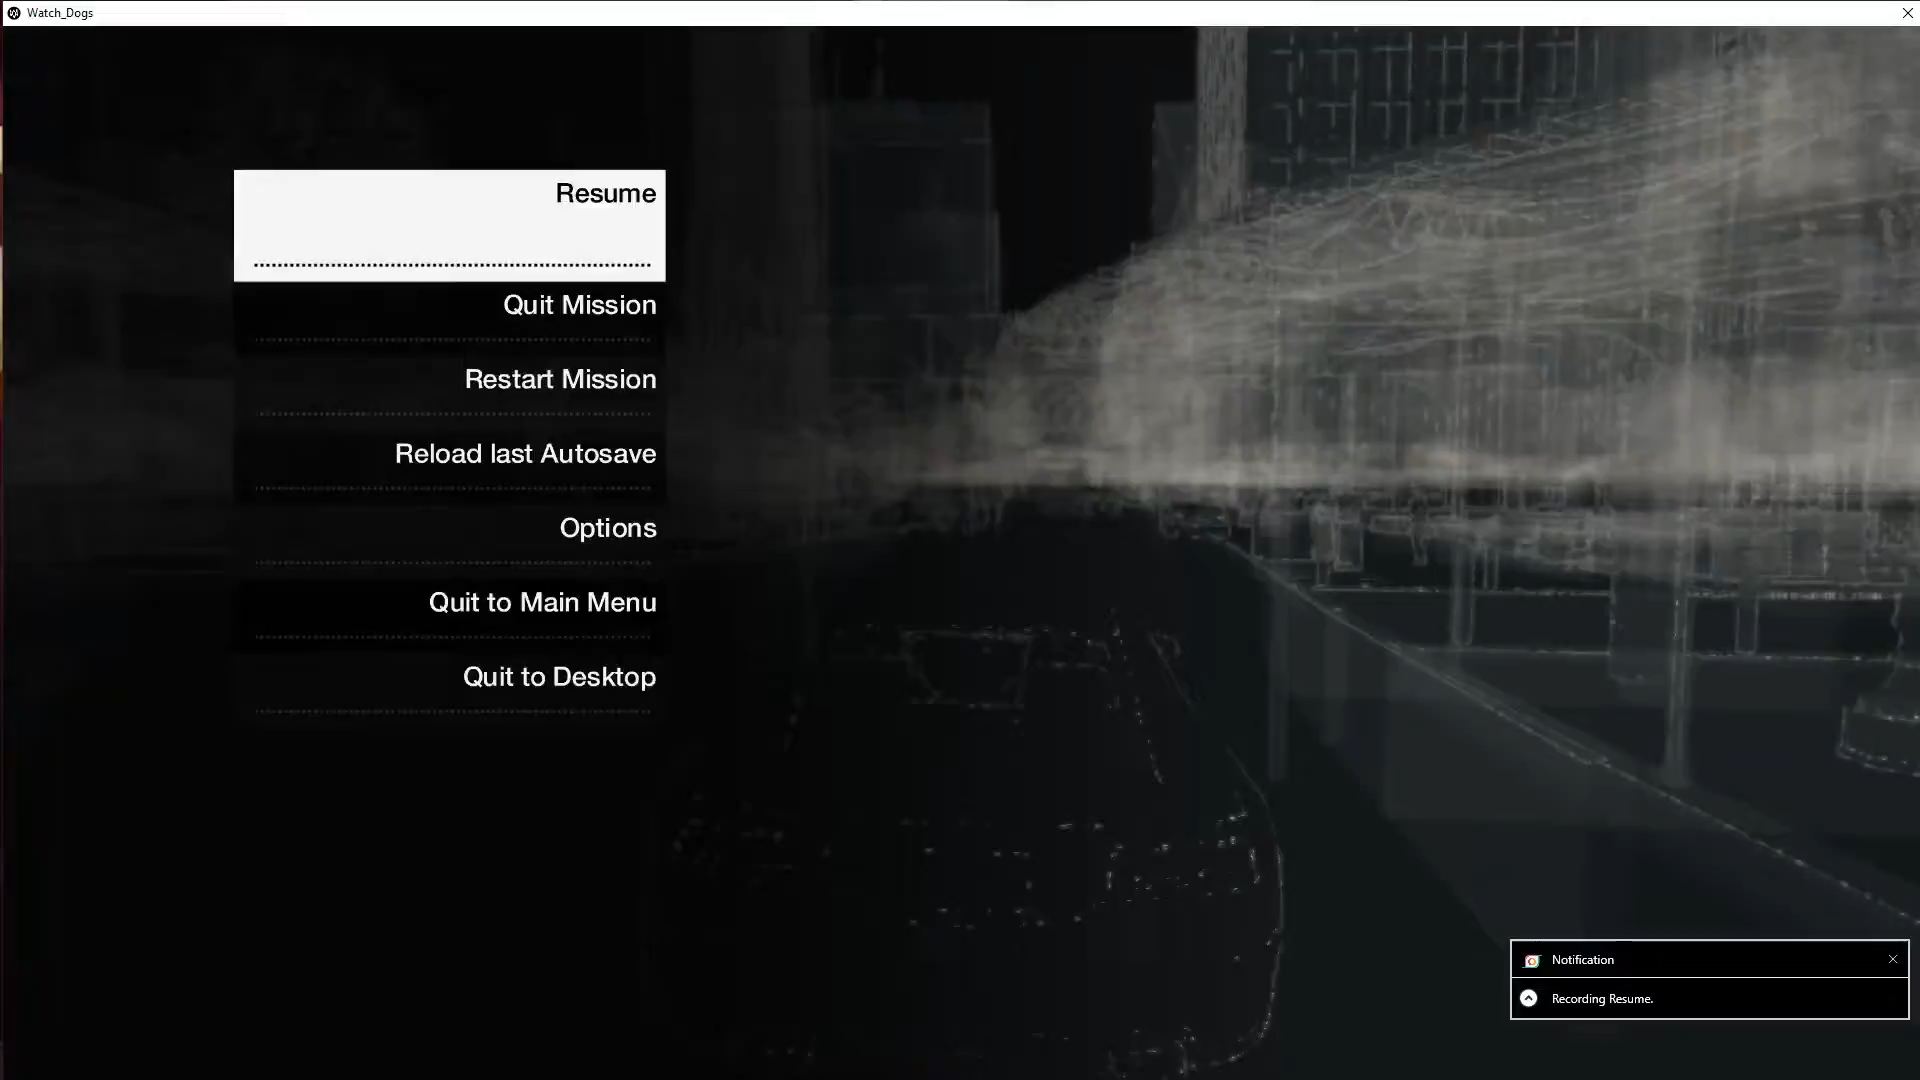 Watch_Dogs
Resume
Quit Mission
Restart Mission
Reload last Autosave
Options
Quit to Main Menu
Quit to Desktop
Notification
Recording Resume.